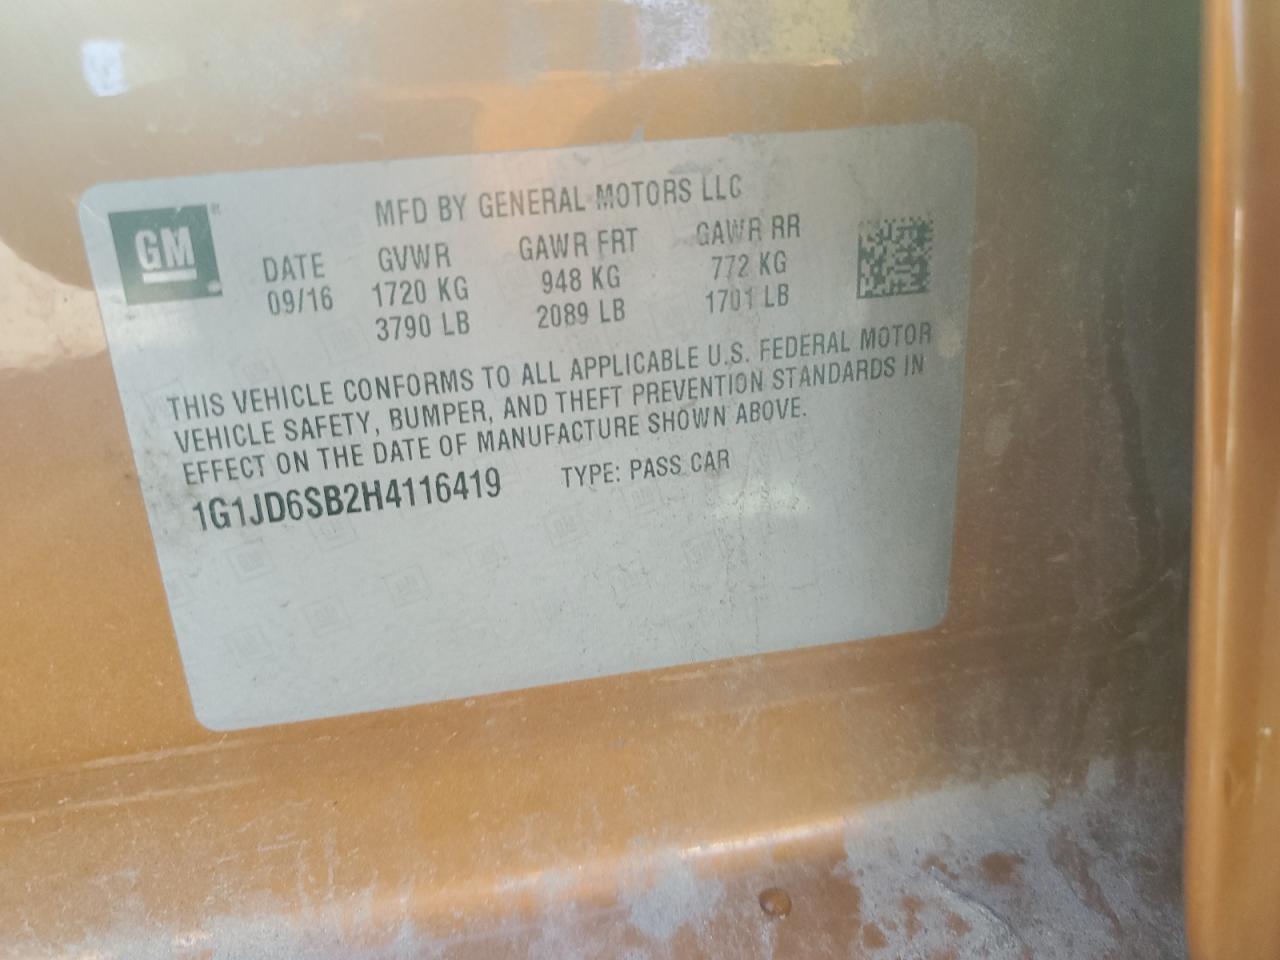 GM
MFD BY GENERAL MOTORS LLC
DATE GVWR GAWR FRT GAWR RR
09/16 1720 KG 948 KG 772 KG
3790 LB 2089 LB 1701 LB
THIS VEHICLE CONFORMS TO ALL APPLICABLE U.S. FEDERAL MOTOR
VEHICLE SAFETY, BUMPER, AND THEFT PREVENTION STANDARDS IN
EFFECT ON THE DATE OF MANUFACTURE SHOWN ABOVE.
1G1JD6SB2H4116419 TYPE: PASS CAR